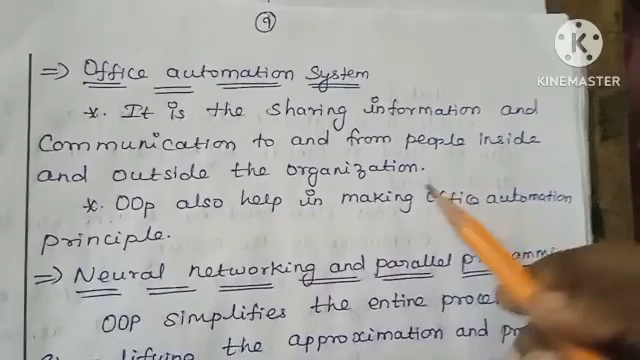 9
K
KINEMASTER
=> Office automation System
*. It is the sharing information and
Communication to and from people inside
and outside the organization.
*. OOP also help in making office automation
principle.
=> Neural networking and parallel
OOP simplifies the entire
the approximation and